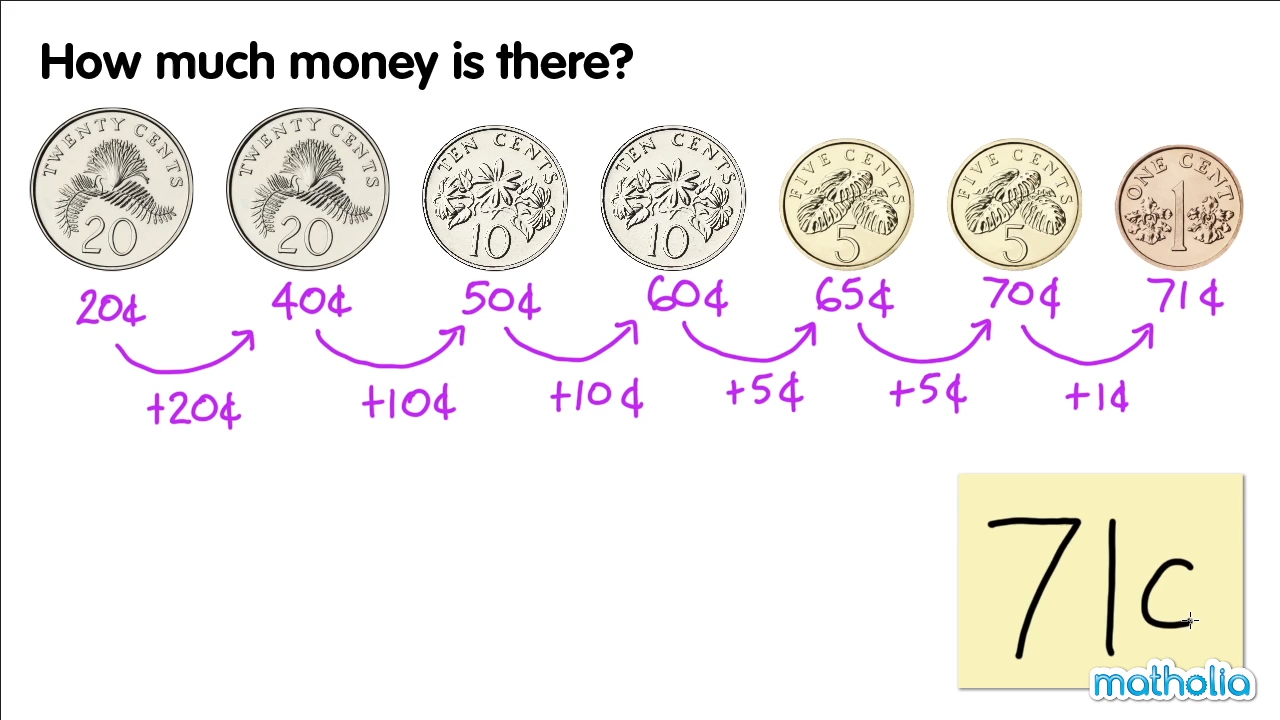 How much money is there?
TWENTY CENTS 20
TWENTY CENTS 20
TEN CENTS 10
TEN CENTS 10
FIVE CENTS 5
FIVE CENTS 5
ONE CENT 1
20¢ 40¢ 50¢ 60¢ 65¢ 70¢ 71¢
+20¢ +10¢ +10¢ +5¢ +5¢ +1¢
71c
matholia